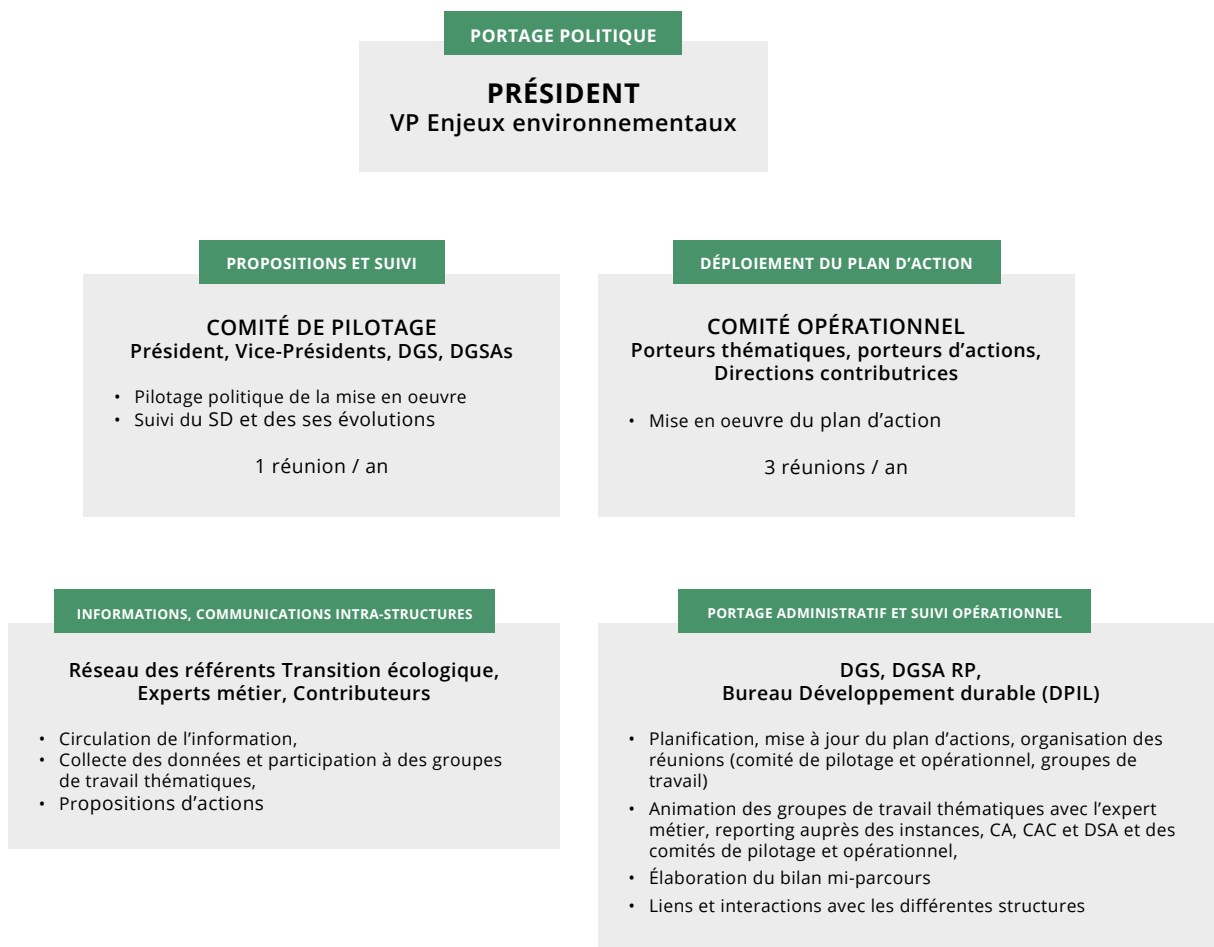 PORTAGE POLITIQUE
PRÉSIDENT
VP Enjeux environnementaux
PROPOSITIONS ET SUIVI
COMITÉ DE PILOTAGE
Président, Vice-Présidents, DGS, DGSAs
• Pilotage politique de la mise en oeuvre
• Suivi du SD et des ses évolutions
1 réunion / an
DÉPLOIEMENT DU PLAN D’ACTION
COMITÉ OPÉRATIONNEL
Porteurs thématiques, porteurs d’actions,
Directions contributrices
• Mise en oeuvre du plan d’action
3 réunions / an
INFORMATIONS, COMMUNICATIONS INTRA-STRUCTURES
Réseau des référents Transition écologique,
Experts métier, Contributeurs
• Circulation de l’information,
• Collecte des données et participation à des groupes
de travail thématiques,
• Propositions d’actions
PORTAGE ADMINISTRATIF ET SUIVI OPÉRATIONNEL
DGS, DGSA RP,
Bureau Développement durable (DPIL)
• Planification, mise à jour du plan d’actions, organisation des
réunions (comité de pilotage et opérationnel, groupes de
travail)
• Animation des groupes de travail thématiques avec l’expert
métier, reporting auprès des instances, CA, CAC et DSA et des
comités de pilotage et opérationnel,
• Élaboration du bilan mi-parcours
• Liens et interactions avec les différentes structures